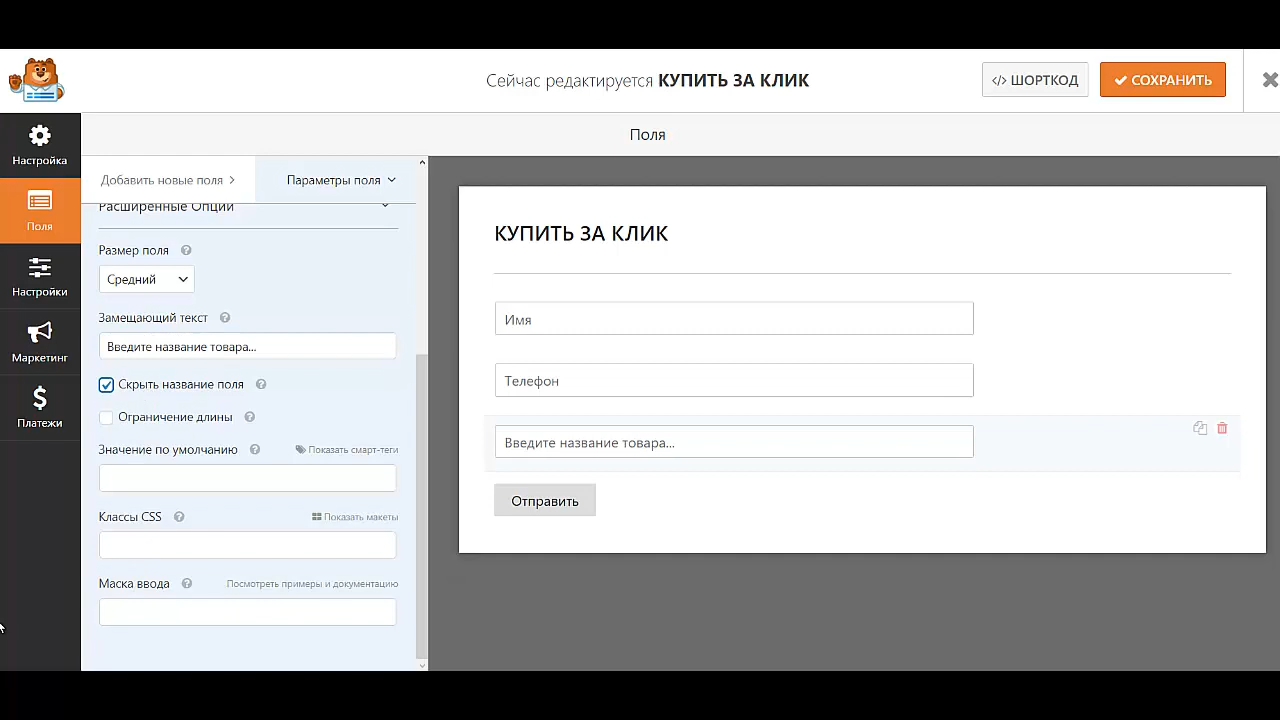 Сейчас редактируется КУПИТЬ ЗА КЛИК
</> ШОРТКОД
СОХРАНИТЬ
Поля
Настройка
Поля
Настройки
Маркетинг
Платежи
Добавить новые поля
Параметры поля
Расширенные Опции
Размер поля
Средний
Замещающий текст
Введите название товара...
Скрыть название поля
Ограничение длины
Значение по умолчанию
Показать смарт-теги
Классы CSS
Показать макеты
Маска ввода
Посмотреть примеры и документацию
КУПИТЬ ЗА КЛИК
Имя
Телефон
Введите название товара...
Отправить